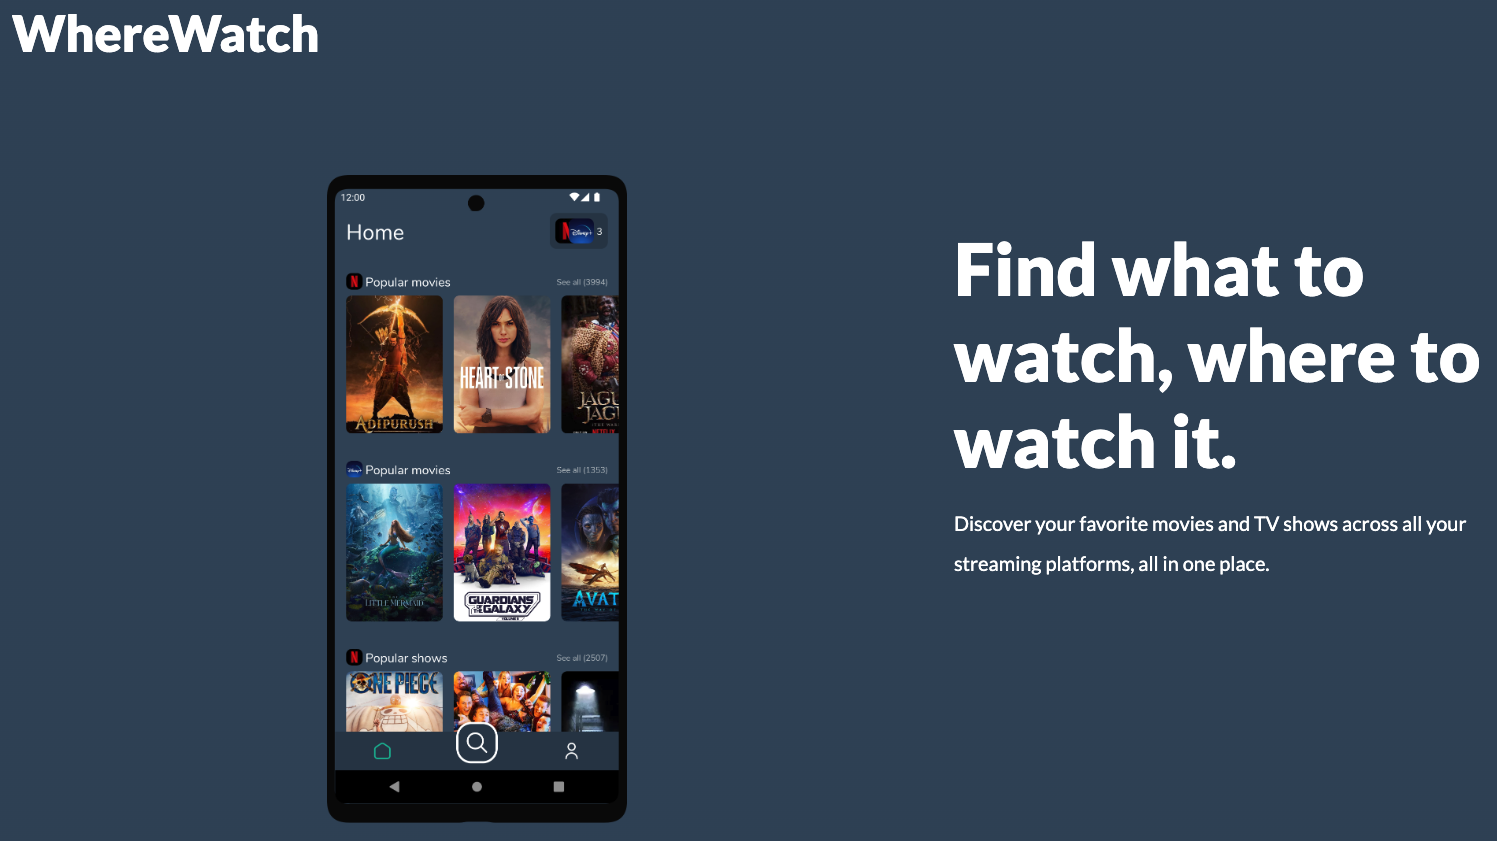 WhereWatch
12:00
Home
N Disney+ 3
N Popular movies See all (3994)
ADIPURUSH
HEART OF STONE
JAGU
JAGU
Disney+ Popular movies See all (1353)
LITTLE MERMAID
GUARDIANS
OF THE GALAXY
AVAT
N Popular shows See all (2507)
ONE PIECE
Find what to
watch, where to
watch it.
Discover your favorite movies and TV shows across all your
streaming platforms, all in one place.